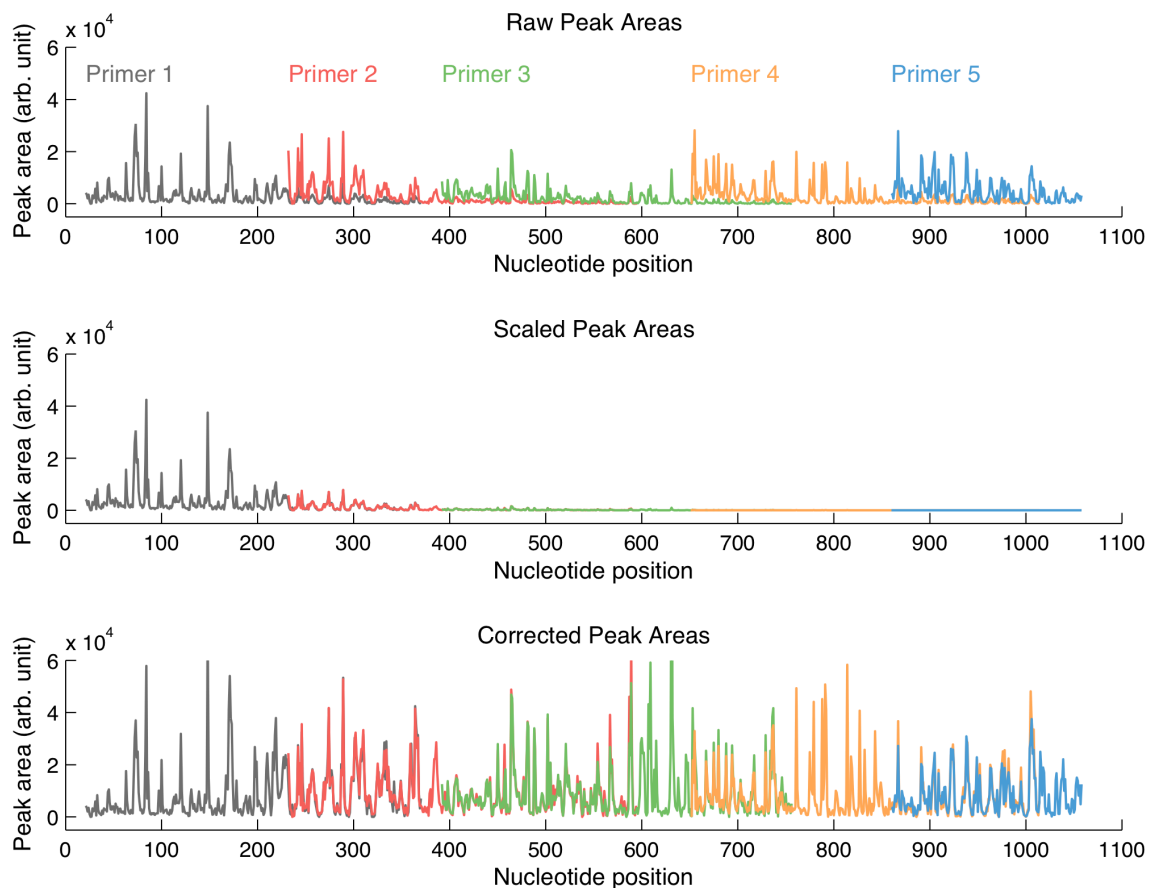 Raw Peak Areas
x 10^4
Peak area (arb. unit)
6
4
2
0
Primer 1 Primer 2 Primer 3 Primer 4 Primer 5
0 100 200 300 400 500 600 700 800 900 1000 1100
Nucleotide position
Scaled Peak Areas
x 10^4
Peak area (arb. unit)
6
4
2
0
0 100 200 300 400 500 600 700 800 900 1000 1100
Nucleotide position
Corrected Peak Areas
x 10^4
Peak area (arb. unit)
6
4
2
0
0 100 200 300 400 500 600 700 800 900 1000 1100
Nucleotide position